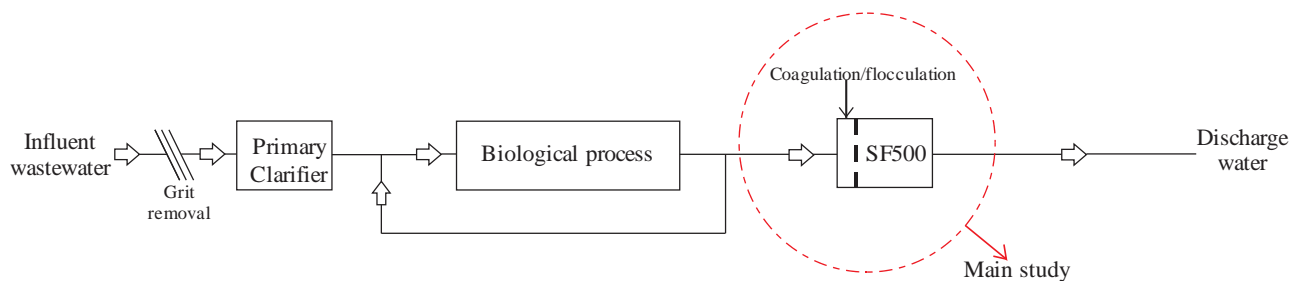 Influent
wastewater
Grit
removal
Primary
Clarifier
Biological process
Coagulation/flocculation
SF500
Discharge
water
Main study